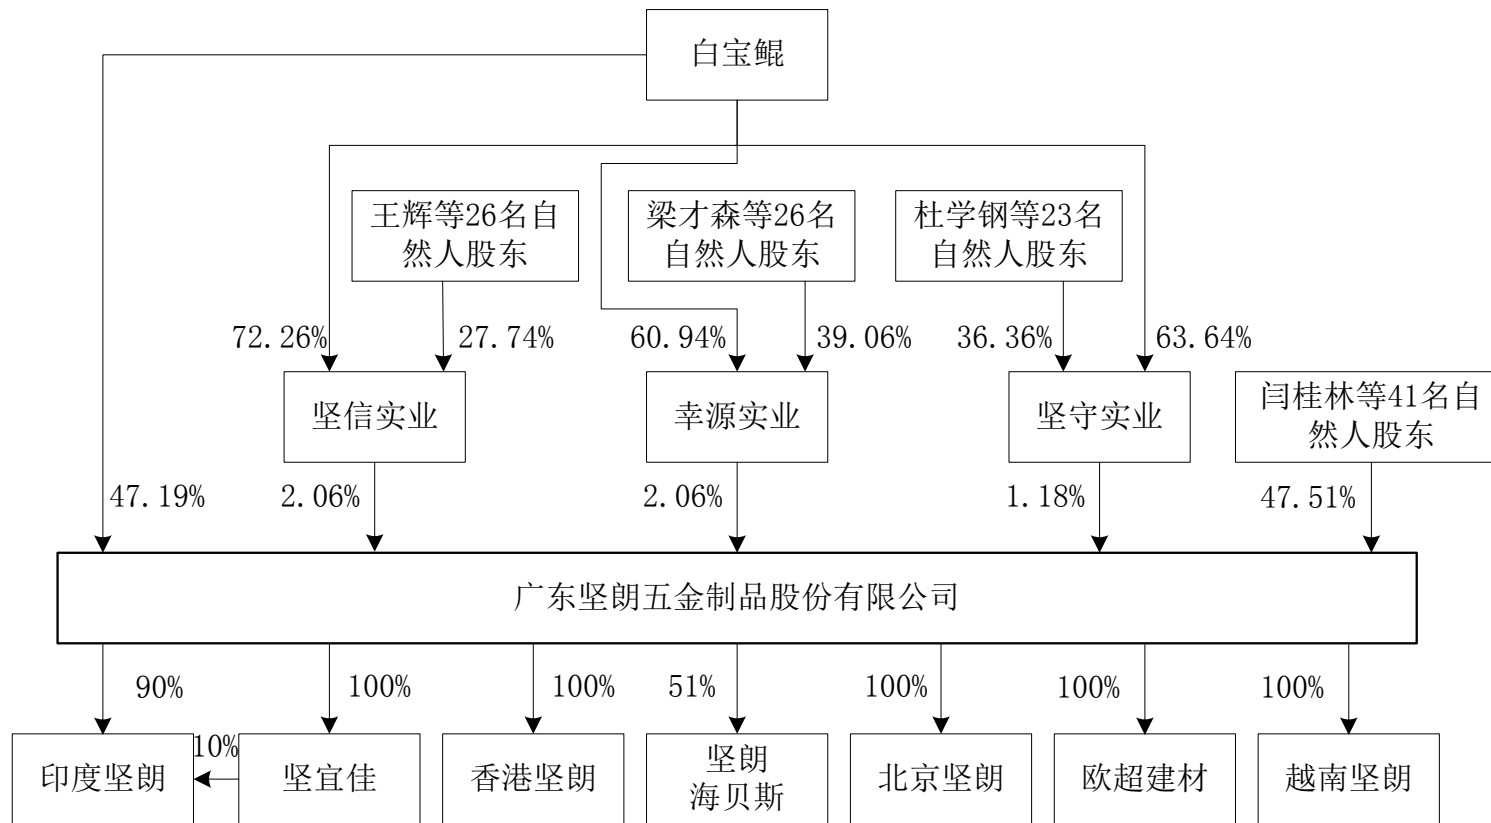 白宝鲲
王辉等26名自
然人股东
梁才森等26名
自然人股东
杜学钢等23名
自然人股东
72.26%
27.74%
60.94%
39.06%
36.36%
63.64%
坚信实业
幸源实业
坚守实业
闫桂林等41名自
然人股东
47.19%
2.06%
2.06%
1.18%
47.51%
广东坚朗五金制品股份有限公司
90%
100%
100%
51%
100%
100%
100%
10%
印度坚朗
坚宜佳
香港坚朗
坚朗
海贝斯
北京坚朗
欧超建材
越南坚朗